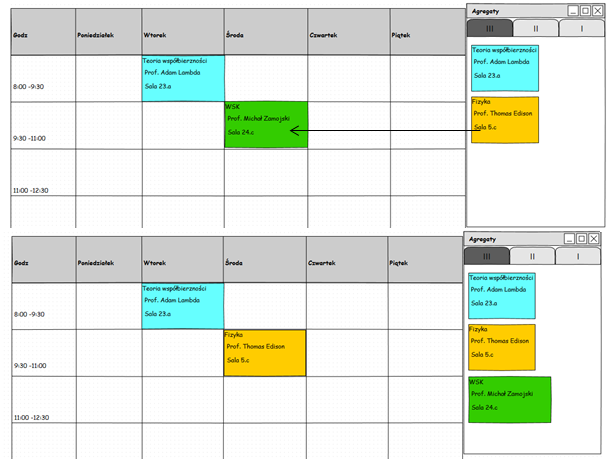 Godz Poniedziałek Wtorek Środa Czwartek Piątek
8:00 -9:30
Teoria współbierzności
Prof. Adam Lambda
Sala 23.a
9:30 -11:00
WSK
Prof. Michał Zamojski
Sala 24.c
11:00 -12:30
Agregaty
III II I
Teoria współbierzności
Prof. Adam Lambda
Sala 23.a
Fizyka
Prof. Thomas Edison
Sala 5.c
Godz Poniedziałek Wtorek Środa Czwartek Piątek
8:00 -9:30
Teoria współbierzności
Prof. Adam Lambda
Sala 23.a
9:30 -11:00
Fizyka
Prof. Thomas Edison
Sala 5.c
11:00 -12:30
Agregaty
III II I
Teoria współbierzności
Prof. Adam Lambda
Sala 23.a
Fizyka
Prof. Thomas Edison
Sala 5.c
WSK
Prof. Michał Zamojski
Sala 24.c